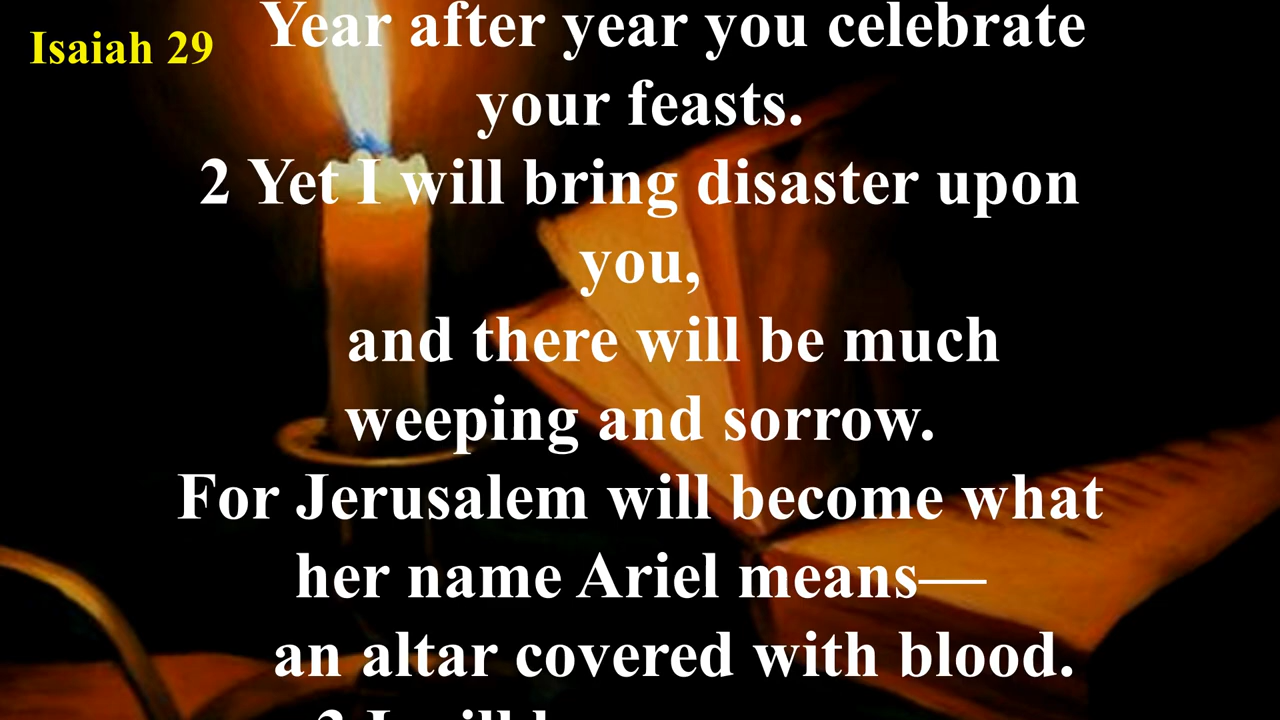 Isaiah 29
Year after year you celebrate
your feasts.
2 Yet I will bring disaster upon
you,
and there will be much
weeping and sorrow.
For Jerusalem will become what
her name Ariel means—
an altar covered with blood.
3 I will